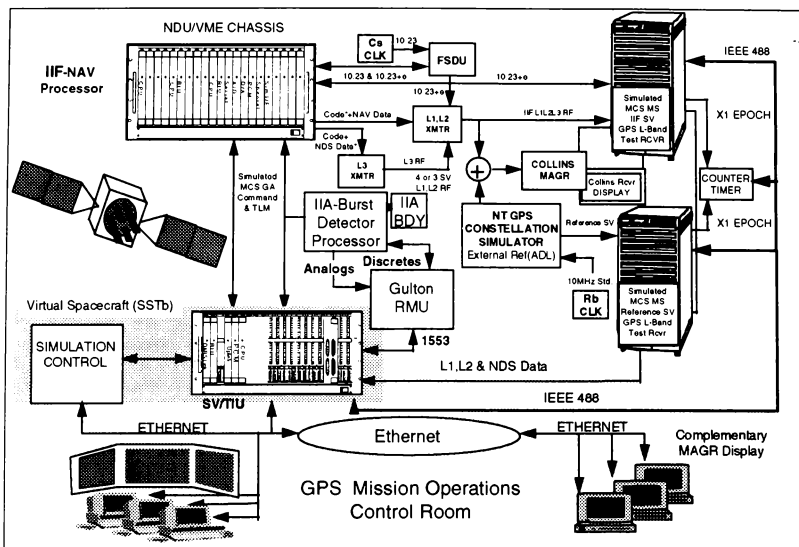 NDU/VME CHASSIS
IIF-NAV
Processor
Cs
CLK
10.23
FSDU
10.23 & 10.23+e
10.23+e
Code*+NAV Data
L1,L2
XMTR
IIF L1L2L3 RF
Code+
NDS Data*
L3
XMTR
L3 RF
4 or 3 SV
L1,L2 RF
COLLINS
MAGR
Collins Rcvr
DISPLAY
Simulated
MCS MS
IIF SV
GPS L-Band
Test RCVR
IEEE 488
X1 EPOCH
COUNTER
TIMER
X1 EPOCH
Simulated
MCS GA
Command
& TLM
IIA-Burst
Detector
Processor
IIA
BDY
NT GPS
CONSTELLATION
SIMULATOR
External Ref(ADL)
Reference SV
10MHz Std.
Rb
CLK
Simulated
MCS MS
Reference SV
GPS L-Band
Test Rcvr
Analogs
Discretes
Gulton
RMU
1553
Virtual Spacecraft (SSTb)
SIMULATION
CONTROL
SV/TIU
L1,L2 & NDS Data
IEEE 488
ETHERNET
Ethernet
ETHERNET
Complementary
MAGR Display
GPS Mission Operations
Control Room